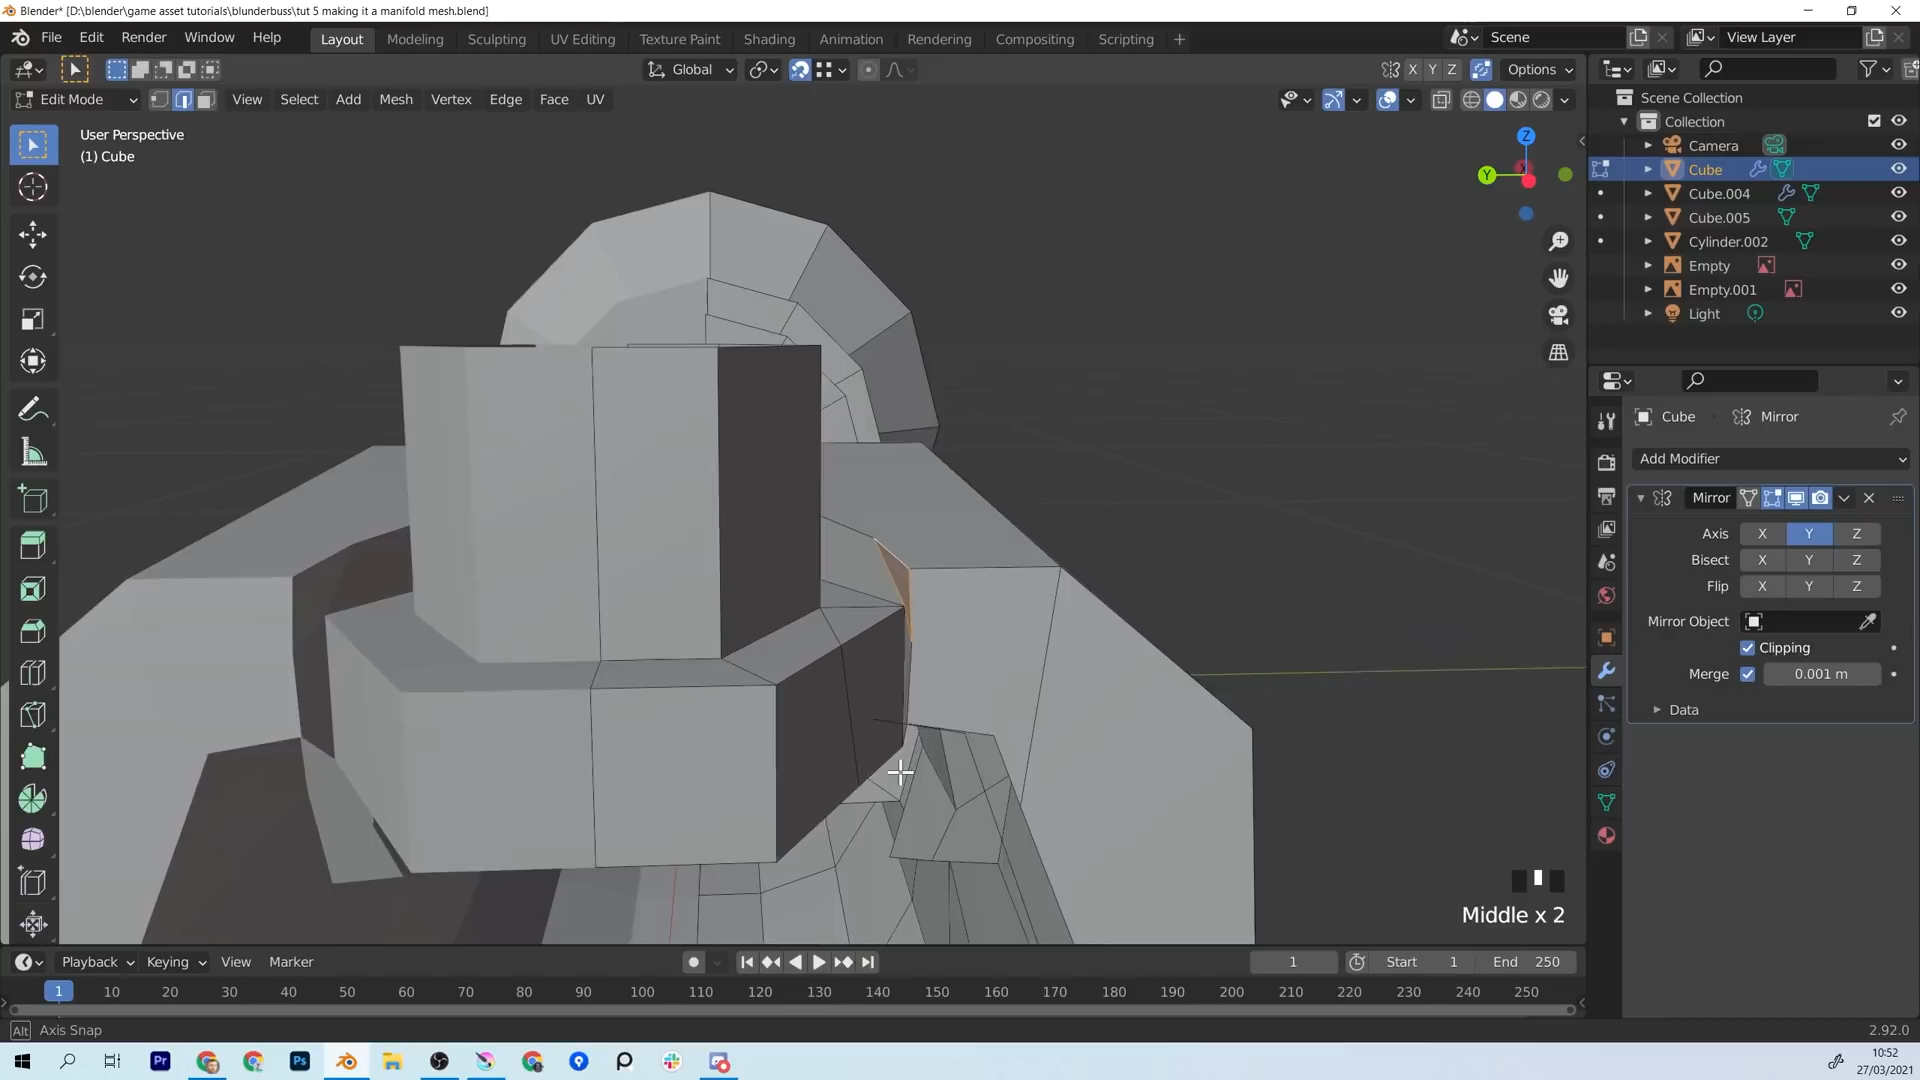 Blender* [D:\blender\game asset tutorials\blunderbuss\tut 5 making it a manifold mesh.blend]
File Edit Render Window Help Layout Modeling Sculpting UV Editing Texture Paint Shading Animation Rendering Compositing Scripting + Scene View Layer
Global X Y Z Options
Edit Mode View Select Add Mesh Vertex Edge Face UV
User Perspective
(1) Cube
Z
Y
X
Scene Collection
Collection
Camera
Cube
Cube.004
Cube.005
Cylinder.002
Empty
Empty.001
Light
Cube Mirror
Add Modifier
Mirror
Axis X Y Z
Bisect X Y Z
Flip X Y Z
Mirror Object
Clipping
Merge 0.001 m
Data
Middle x 2
Playback Keying View Marker 1 Start 1 End 250
1 10 20 30 40 50 60 70 80 90 100 110 120 130 140 150 160 170 180 190 200 210 220 230 240 250
Alt Axis Snap 2.92.0
Pr Ps
10:52
27/03/2021